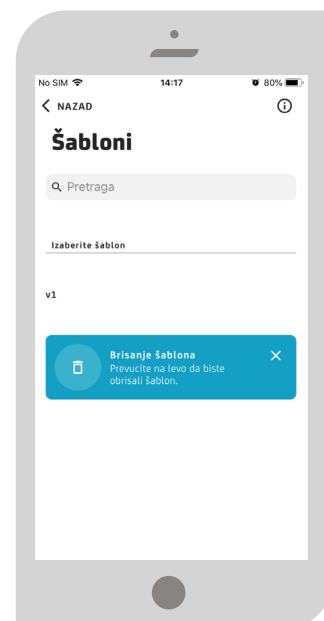 No SIM 14:17 80%
NAZAD
Šabloni
Pretraga
Izaberite šablon
v1
Brisanje šablona
Prevucite na levo da biste
obrisali šablon.